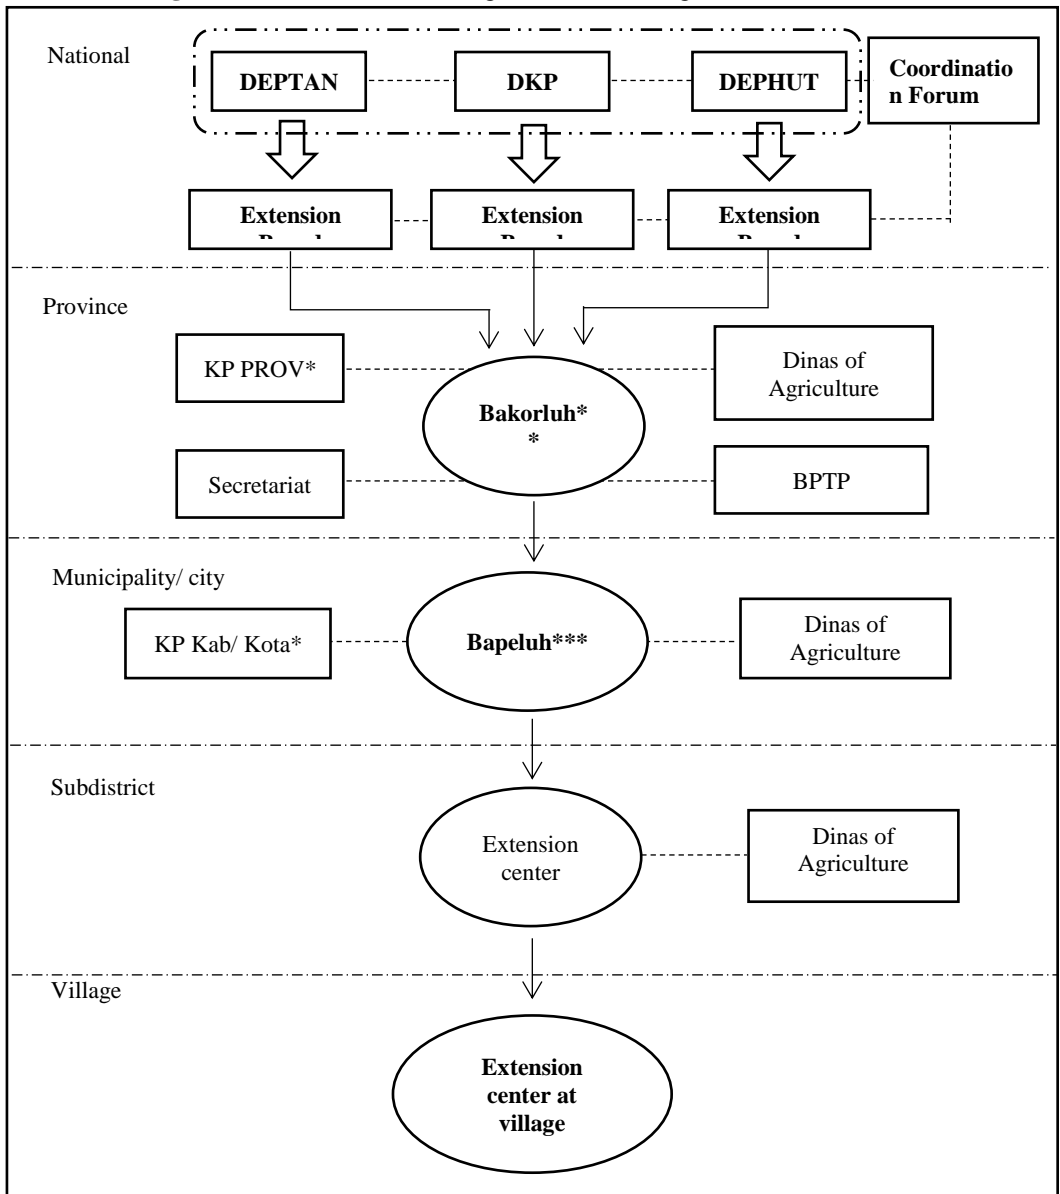 National
DEPTAN
DKP
DEPHUT
Coordinatio
n Forum
Extension
Extension
Extension
Province
KP PROV*
Dinas of
Agriculture
Bakorluh*
*
Secretariat
BPTP
Municipality/ city
KP Kab/ Kota*
Bapeluh***
Dinas of
Agriculture
Subdistrict
Extension
center
Dinas of
Agriculture
Village
Extension
center at
village